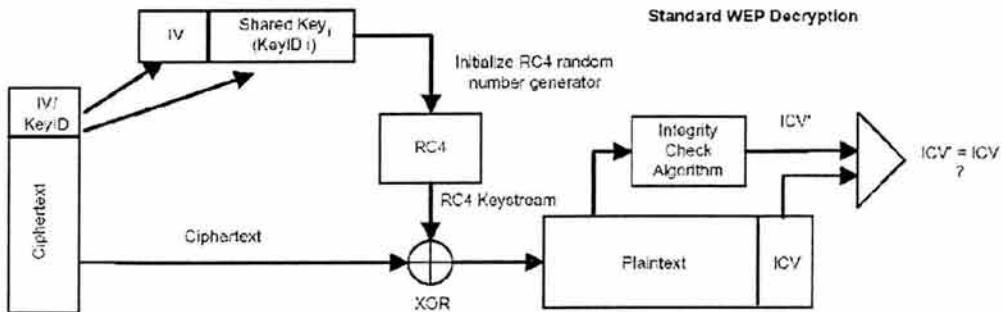 Standard WEP Decryption
IV
Shared Key i
(KeyID i)
Initialize RC4 random
number generator
IV/
KeyID
RC4
Integrity
Check
Algorithm
ICV'
ICV' = ICV
?
RC4 Keystream
Ciphertext
Ciphertext
Plaintext
ICV
XOR